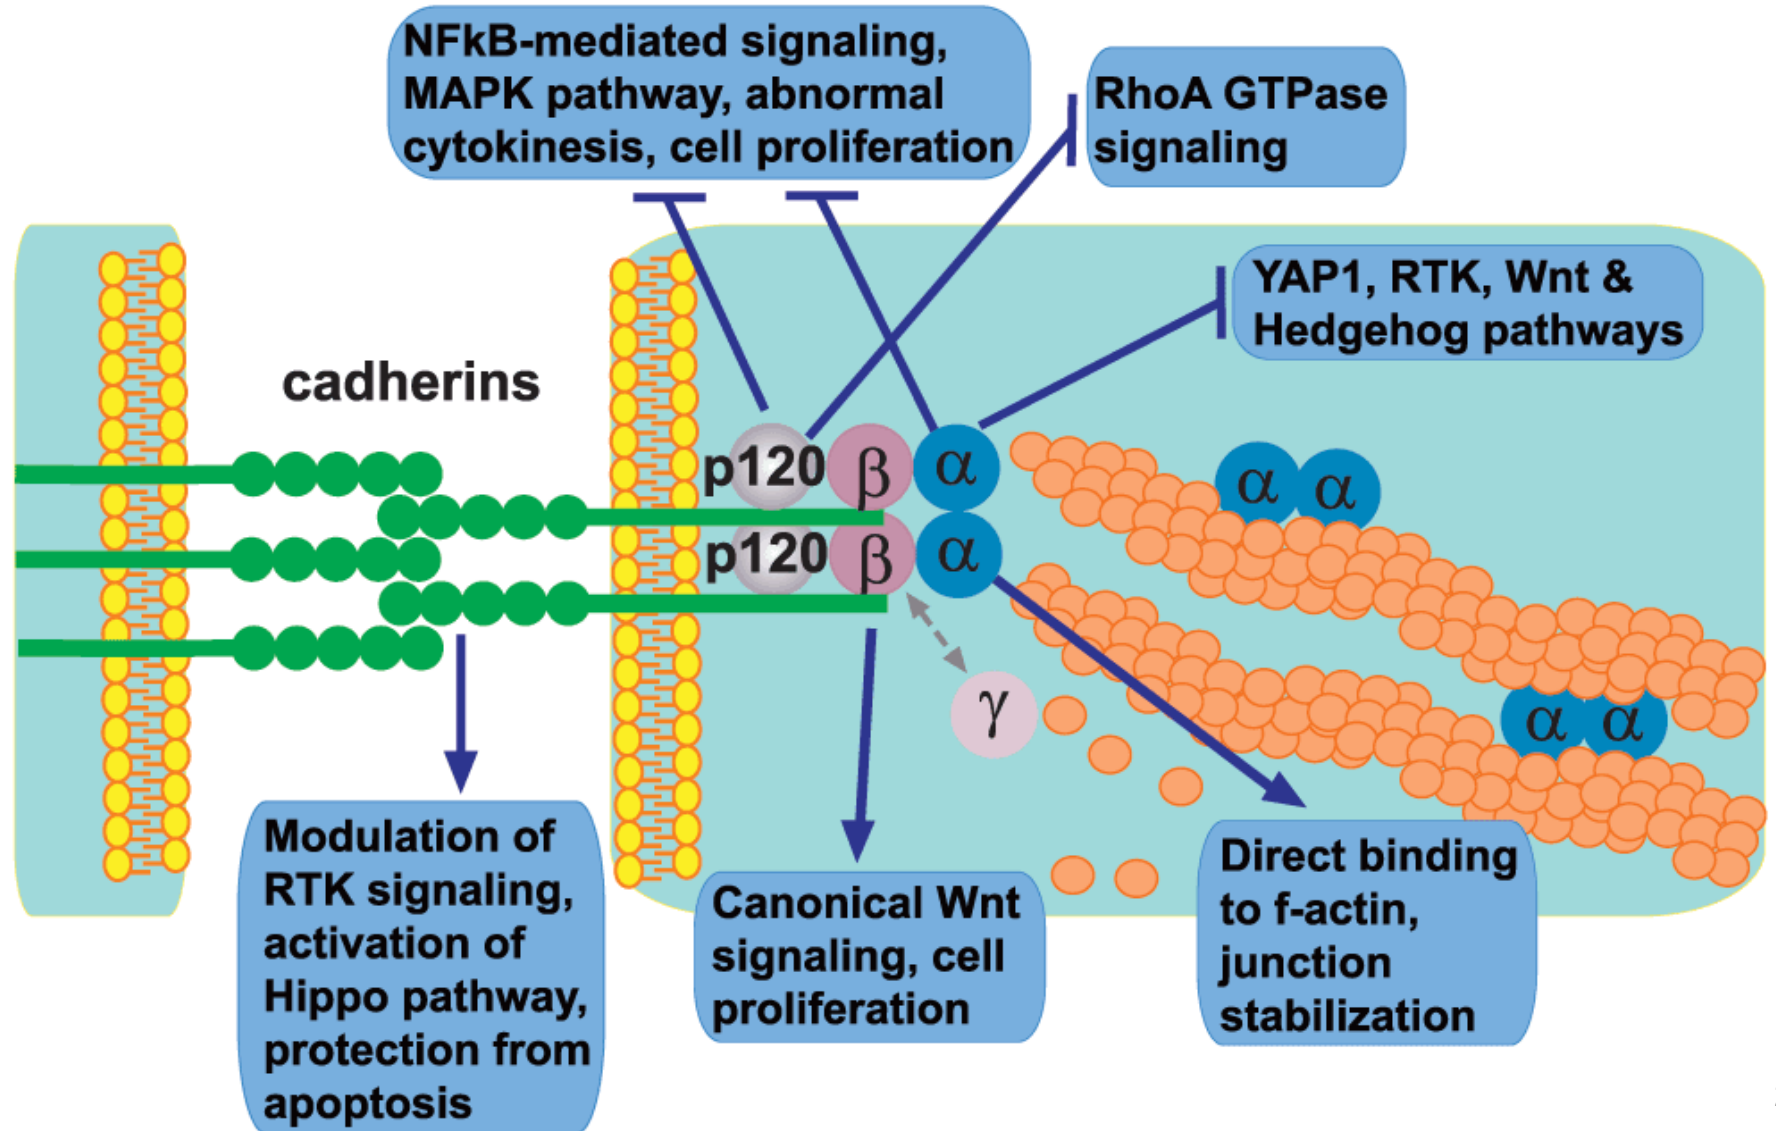 NFkB-mediated signaling,
MAPK pathway, abnormal
cytokinesis, cell proliferation
RhoA GTPase
signaling
YAP1, RTK, Wnt &
Hedgehog pathways
cadherins
p120 β α
α α
p120 β α
γ
α α
Modulation of
RTK signaling,
activation of
Hippo pathway,
protection from
apoptosis
Canonical Wnt
signaling, cell
proliferation
Direct binding
to f-actin,
junction
stabilization